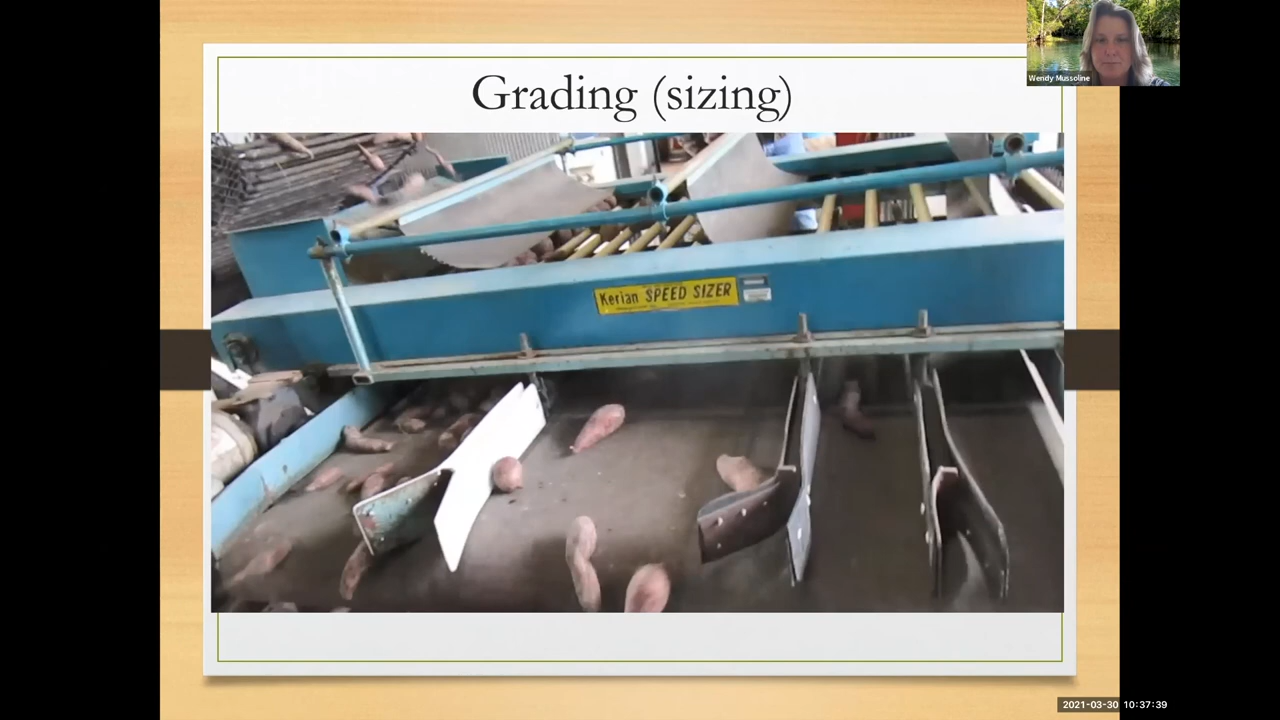 Grading (sizing)
Wendy Mussoline
Kerian SPEED SIZER
2021-03-30 10:37:39